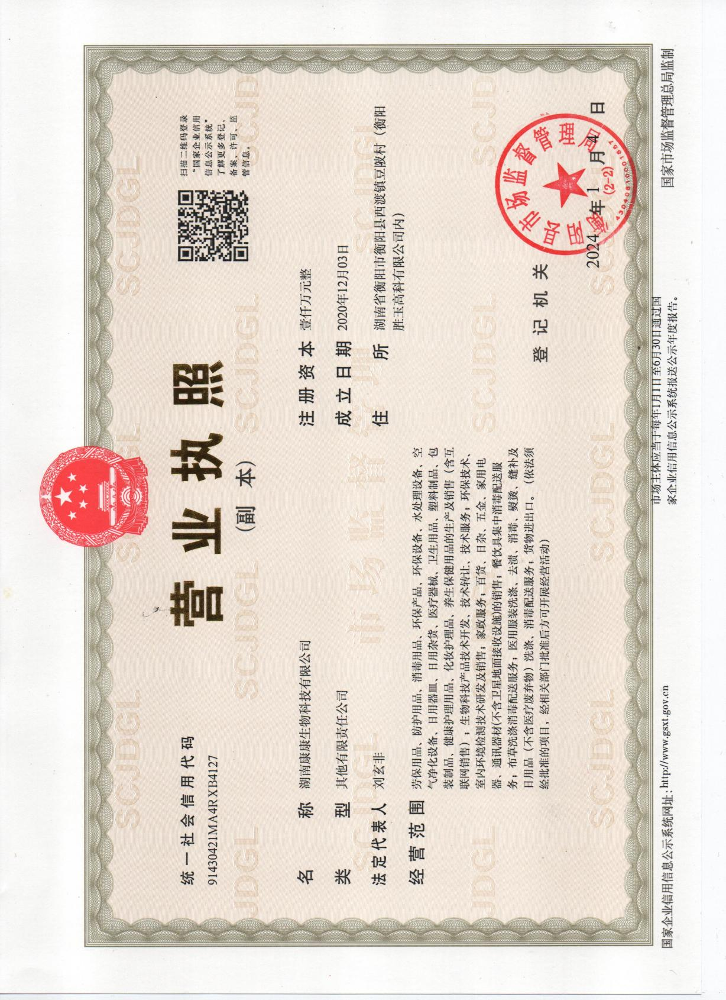 统一社会信用代码
91430421MA4RXB4127
营业执照
(副 本)
扫描二维码登录
“国家企业信用
信息公示系统”
了解更多登记、
备案、许可、监
管信息。
名 称 湖南康康生物科技有限公司
类 型 其他有限责任公司
法定代表人 刘玄非
经营范围 劳保用品、防护用品、消毒用品、环保产品、环保设备、水处理设备、空
气净化设备、日用器皿、日用杂货、医疗器械、卫生用品、塑料制品、包
装制品、健康护理用品、化妆护理品、养生保健用品的生产及销售（含互
联网销售）；生物科技产品技术开发、技术转让、技术服务；环保技术、
室内环境检测技术研发及销售；家政服务；百货、日杂、五金、家用电
器、通讯器材(不含卫星地面接收设施)的销售；餐饮具集中消毒配送服
务；布草洗涤消毒配送服务；医用服装洗涤、去渍、消毒、熨烫、缝补及
日用品（不含医疗废弃物）洗涤、消毒配送服务；货物进出口。（依法须
经批准的项目，经相关部门批准后方可开展经营活动）
注册资本 壹仟万元整
成立日期 2020年12月03日
住 所 湖南省衡阳市衡阳县西渡镇豆陂村（衡阳
胜玉高科有限公司内）
登记机关
衡阳县市场监督管理局
(2-2)
2024年1月4日
国家企业信用信息公示系统网址：http://www.gsxt.gov.cn
市场主体应当于每年1月1日至6月30日通过国
家企业信用信息公示系统报送公示年度报告。
国家市场监督管理总局监制
SCJDGL
市场监督管理